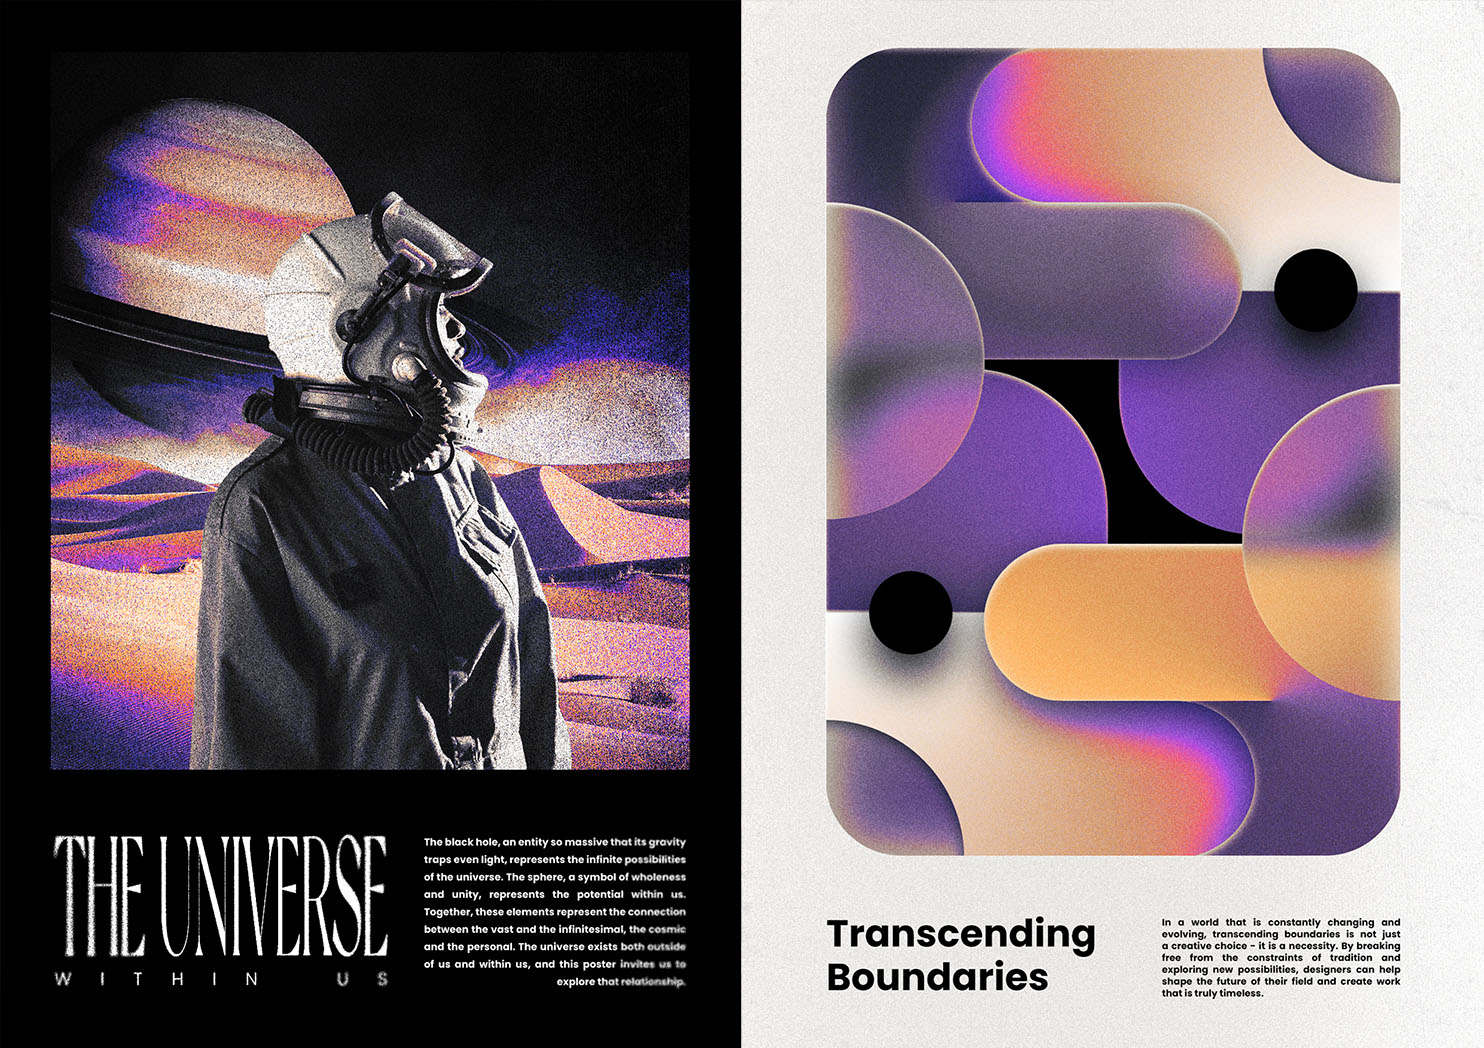 THE UNIVERSE
WITHIN US
The black hole, an entity so massive that its gravity
traps even light, represents the infinite possibilities
of the universe. The sphere, a symbol of wholeness
and unity, represents the potential within us.
Together, these elements represent the connection
between the vast and the infinitesimal, the cosmic
and the personal. The universe exists both outside
of us and within us, and this poster invites us to
explore that relationship.
Transcending
Boundaries
In a world that is constantly changing and
evolving, transcending boundaries is not just
a creative choice - it is a necessity. By breaking
free from the constraints of tradition and
exploring new possibilities, designers can help
shape the future of their field and create work
that is truly timeless.